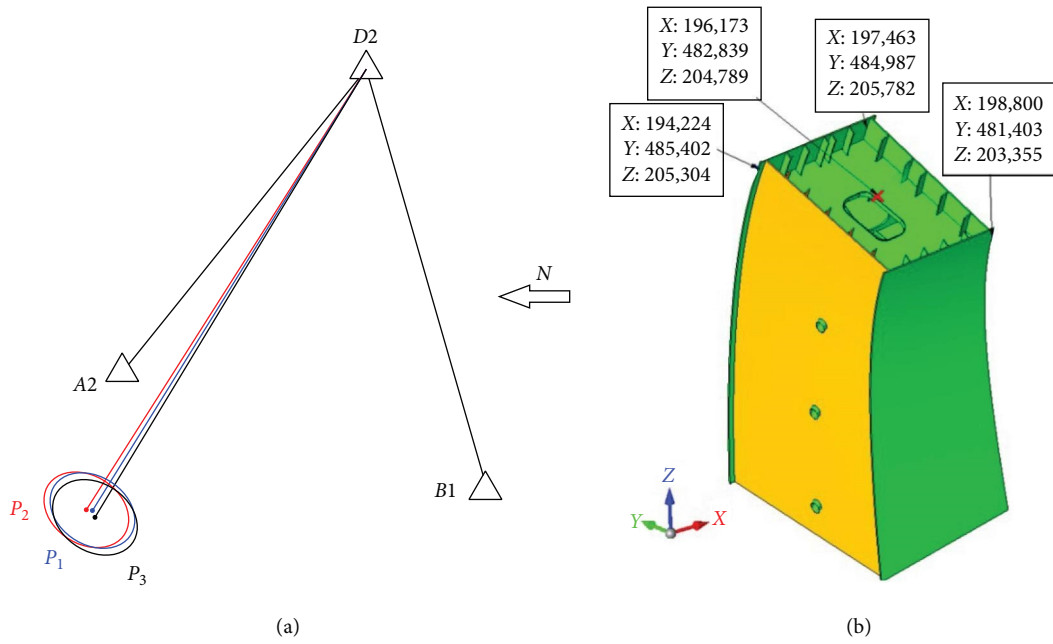 D2
A2
N
B1
P2
P1
P3
(a)
X: 196,173
Y: 482,839
Z: 204,789
X: 197,463
Y: 484,987
Z: 205,782
X: 194,224
Y: 485,402
Z: 205,304
X: 198,800
Y: 481,403
Z: 203,355
Z
Y
X
(b)